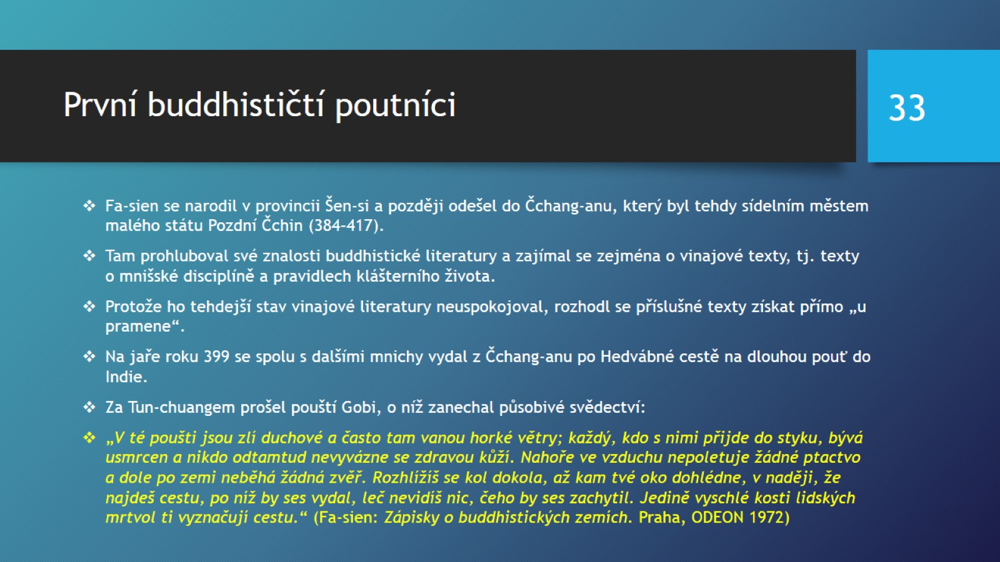 První buddhističtí poutníci
33
❖ Fa-sien se narodil v provincii Šen-si a později odešel do Čchang-anu, který byl tehdy sídelním městem
malého státu Pozdní Čchin (384-417).
❖ Tam prohluboval své znalosti buddhistické literatury a zajímal se zejména o vinajové texty, tj. texty
o mnišské disciplíně a pravidlech klášterního života.
❖ Protože ho tehdejší stav vinajové literatury neuspokojoval, rozhodl se příslušné texty získat přímo „u
pramene“.
❖ Na jaře roku 399 se spolu s dalšími mnichy vydal z Čchang-anu po Hedvábné cestě na dlouhou pouť do
Indie.
❖ Za Tun-chuangem prošel pouští Gobi, o níž zanechal působivé svědectví:
❖ „V té poušti jsou zlí duchové a často tam vanou horké větry; každý, kdo s nimi přijde do styku, bývá
usmrcen a nikdo odtamtud nevyvázne se zdravou kůží. Nahoře ve vzduchu nepoletuje žádné ptactvo
a dole po zemi neběhá žádná zvěř. Rozhlížíš se kol dokola, až kam tvé oko dohlédne, v naději, že
najdeš cestu, po níž by ses vydal, leč nevidíš nic, čeho by ses zachytil. Jedině vyschlé kosti lidských
mrtvol ti vyznačují cestu.“ (Fa-sien: Zápisky o buddhistických zemích. Praha, ODEON 1972)